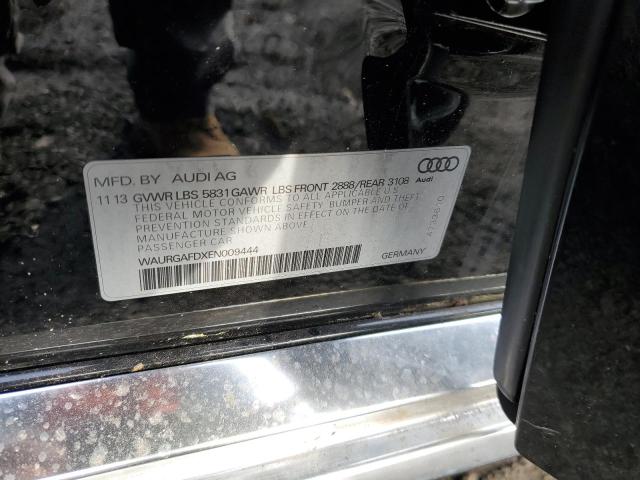 MFD. BY AUDI AG
11 13 GVWR LBS 5831 GAWR LBS FRONT 2888/REAR 3108
THIS VEHICLE CONFORMS TO ALL APPLICABLE U.S.
FEDERAL MOTOR VEHICLE SAFETY, BUMPER AND THEFT
PREVENTION STANDARDS IN EFFECT ON THE DATE OF
MANUFACTURE SHOWN ABOVE.
PASSENGER CAR
WAURGAFDXEN009444
GERMANY
Audi